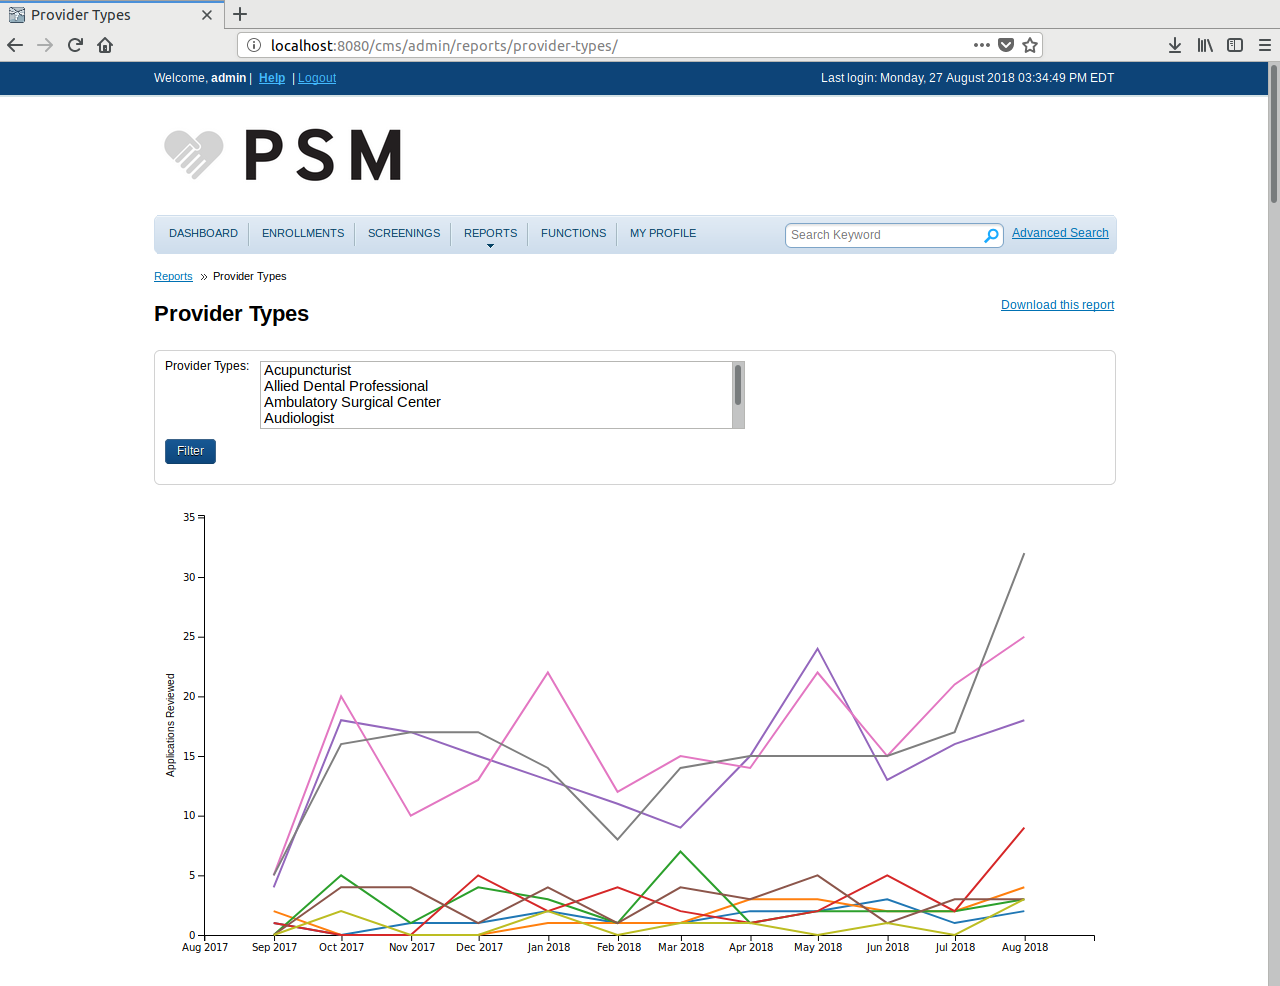 Provider Types
localhost:8080/cms/admin/reports/provider-types/
Welcome, admin | Help | Logout
Last login: Monday, 27 August 2018 03:34:49 PM EDT
PSM
DASHBOARD ENROLLMENTS SCREENINGS REPORTS FUNCTIONS MY PROFILE
Search Keyword
Advanced Search
Reports » Provider Types
Provider Types
Download this report
Provider Types:
Acupuncturist
Allied Dental Professional
Ambulatory Surgical Center
Audiologist
Filter
35
30
25
20
15
10
5
0
Applications Reviewed
Aug 2017 Sep 2017 Oct 2017 Nov 2017 Dec 2017 Jan 2018 Feb 2018 Mar 2018 Apr 2018 May 2018 Jun 2018 Jul 2018 Aug 2018